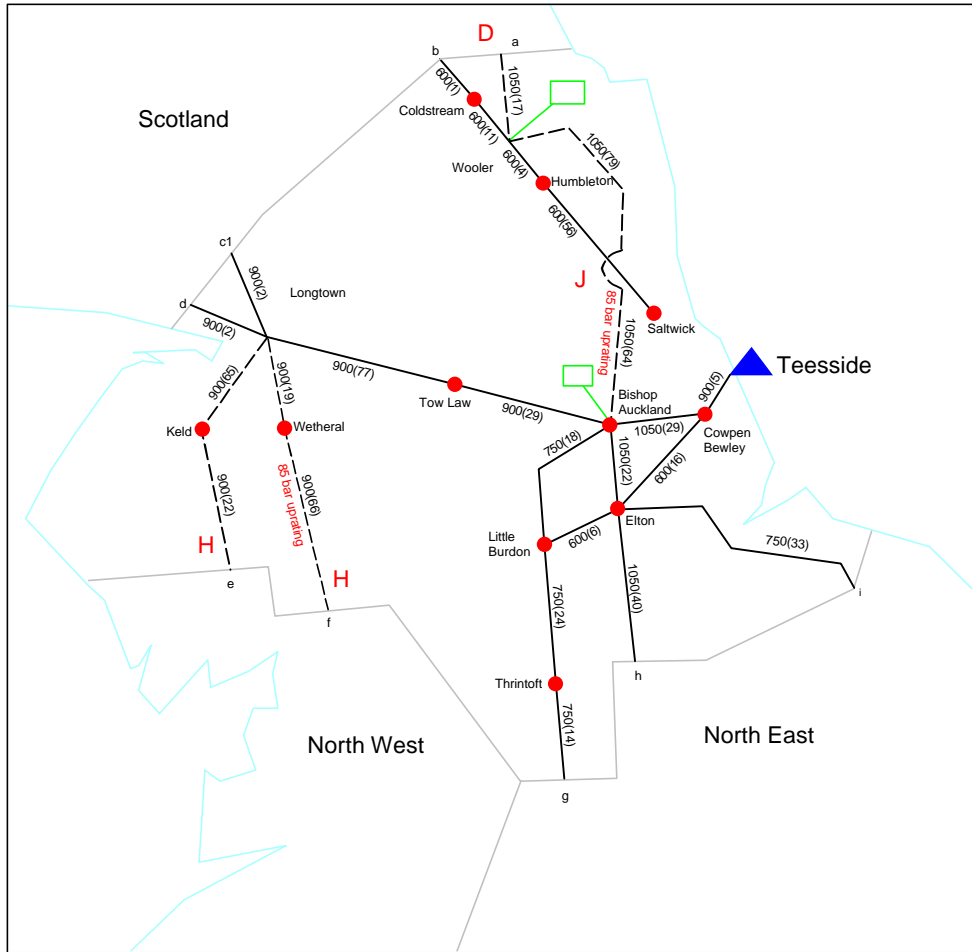 D
a
b
600(1)
1050(17)
Coldstream
Scotland
600(11)
1050(79)
Wooler
600(4)
Humbleton
600(56)
c1
900(2)
Longtown
J
d
900(2)
85 bar uprating
1050(64)
Saltwick
900(65)
900(19)
900(77)
Tow Law
900(29)
Teesside
900(5)
Bishop
Auckland
1050(29)
Cowpen
Bewley
Keld
Wetheral
750(18)
1050(22)
600(16)
85 bar uprating
900(66)
900(22)
Elton
Little
Burdon
600(6)
750(33)
H
e
H
f
1050(40)
750(24)
i
h
Thrintoft
750(14)
North West
North East
g